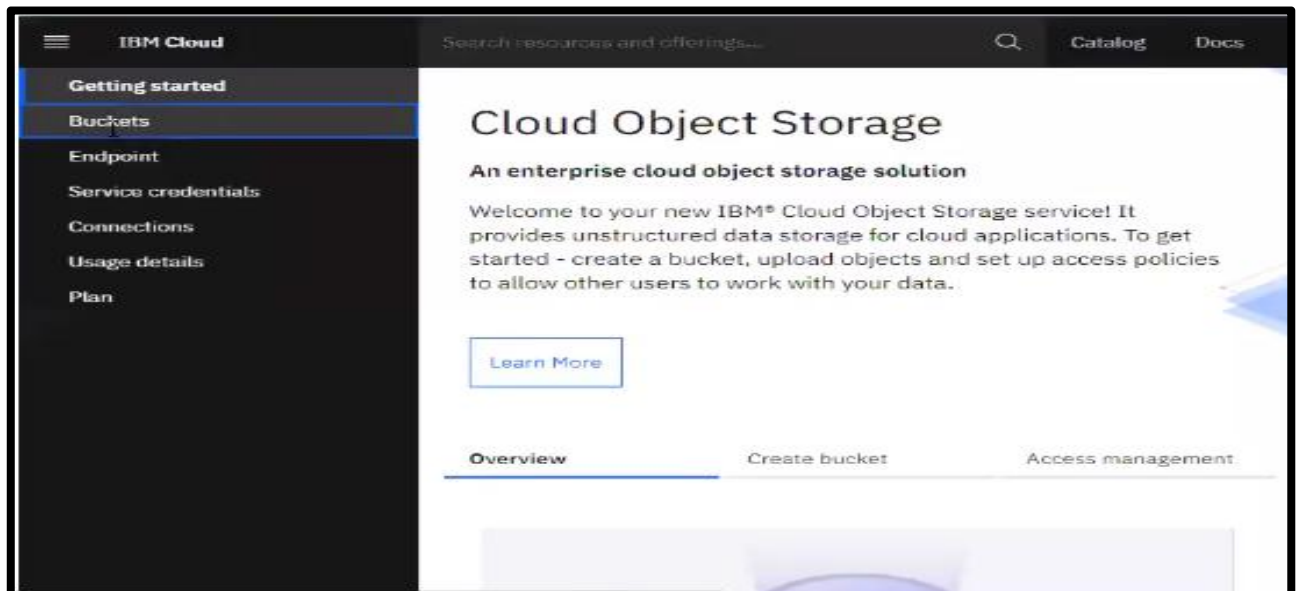 IBM Cloud
Search resources and offerings...
Catalog
Docs
Getting started
Buckets
Endpoint
Service credentials
Connections
Usage details
Plan
Cloud Object Storage
An enterprise cloud object storage solution
Welcome to your new IBM® Cloud Object Storage service! It
provides unstructured data storage for cloud applications. To get
started - create a bucket, upload objects and set up access policies
to allow other users to work with your data.
Learn More
Overview
Create bucket
Access management